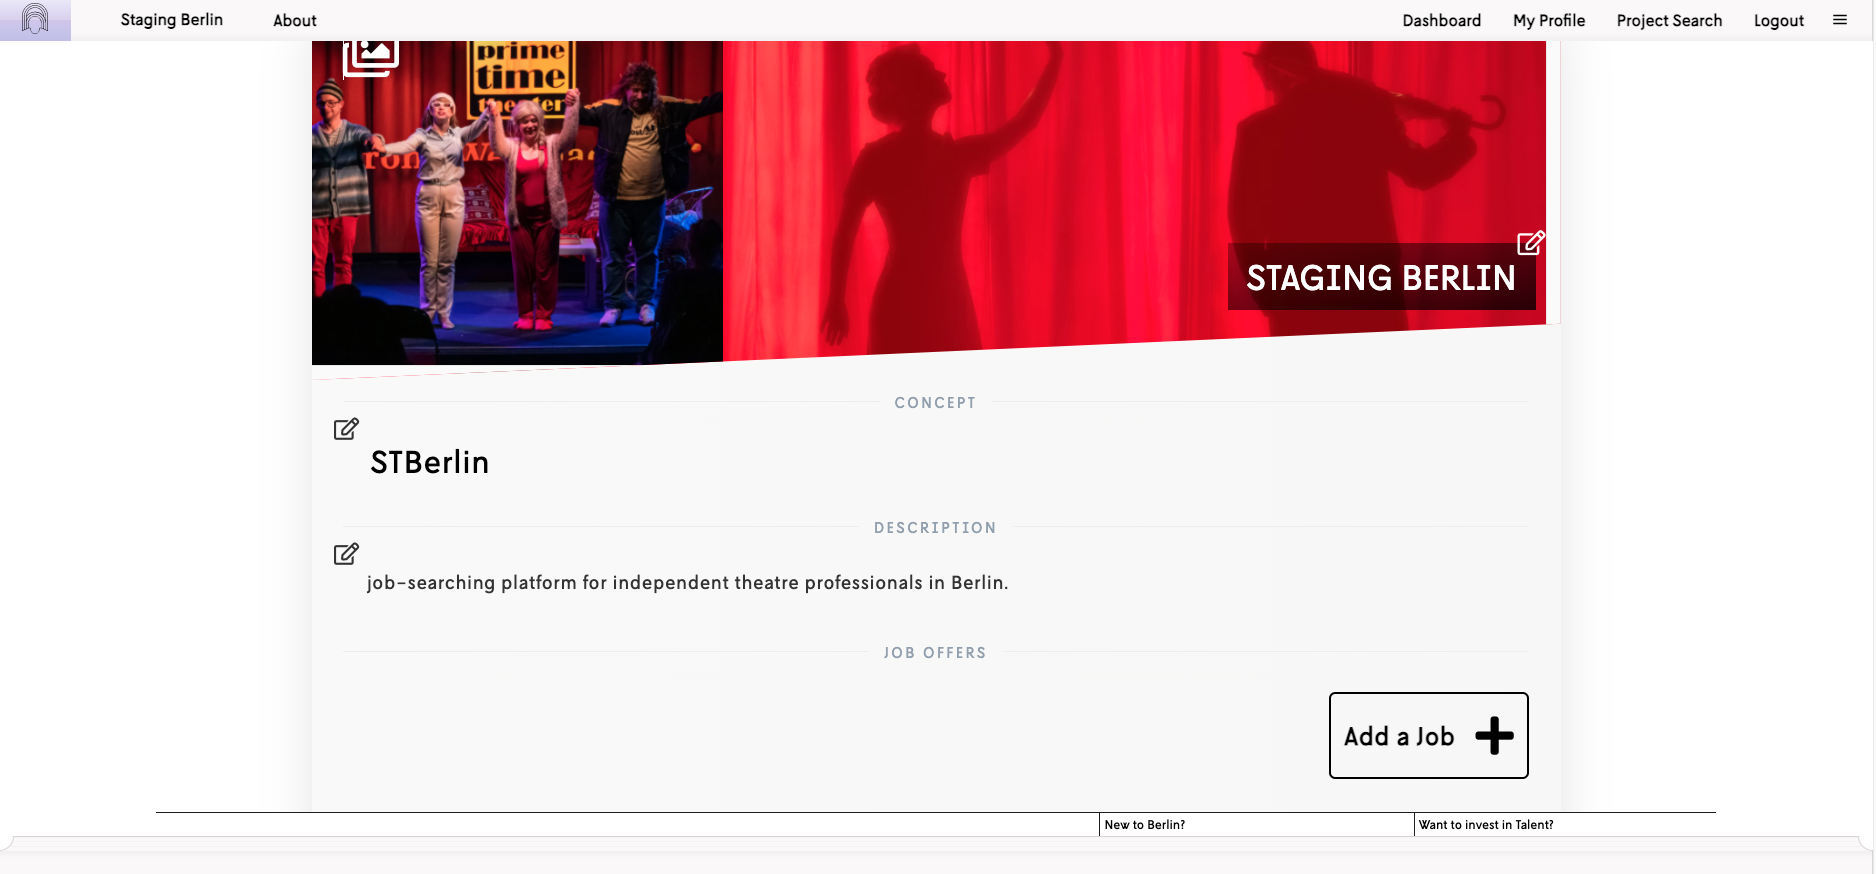 Staging Berlin
About
Dashboard
My Profile
Project Search
Logout
prime
time
theater
STAGING BERLIN
CONCEPT
STBerlin
DESCRIPTION
job-searching platform for independent theatre professionals in Berlin.
JOB OFFERS
Add a Job
New to Berlin?
Want to invest in Talent?